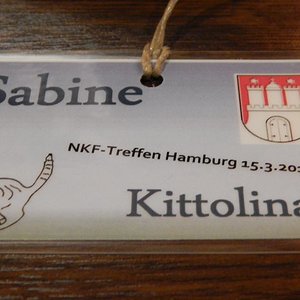 Sabine
NKF-Treffen Hamburg 15.3.20
Kittolina